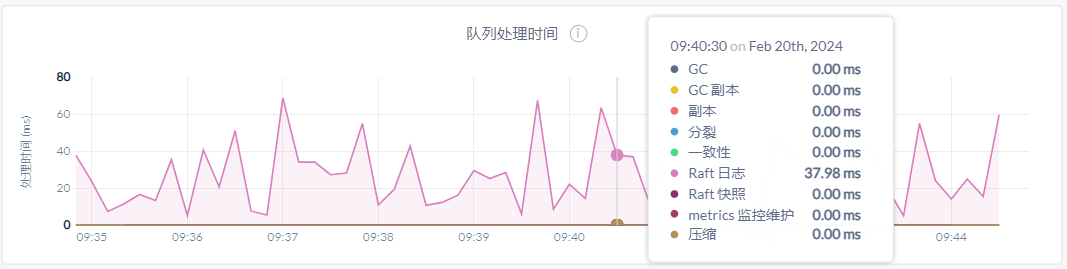 队列处理时间 i
处理时间 (ms)
80
60
40
20
0
09:35 09:36 09:37 09:38 09:39 09:40 09:44
09:40:30 on Feb 20th, 2024
GC 0.00 ms
GC 副本 0.00 ms
副本 0.00 ms
分裂 0.00 ms
一致性 0.00 ms
Raft 日志 37.98 ms
Raft 快照 0.00 ms
metrics 监控维护 0.00 ms
压缩 0.00 ms